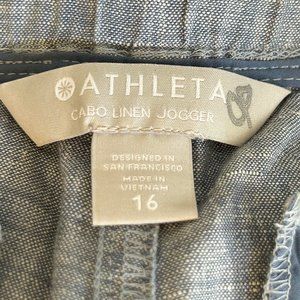 ATHLETA
CABO LINEN JOGGER
DESIGNED IN
SAN FRANCISCO
MADE IN
VIETNAM
16